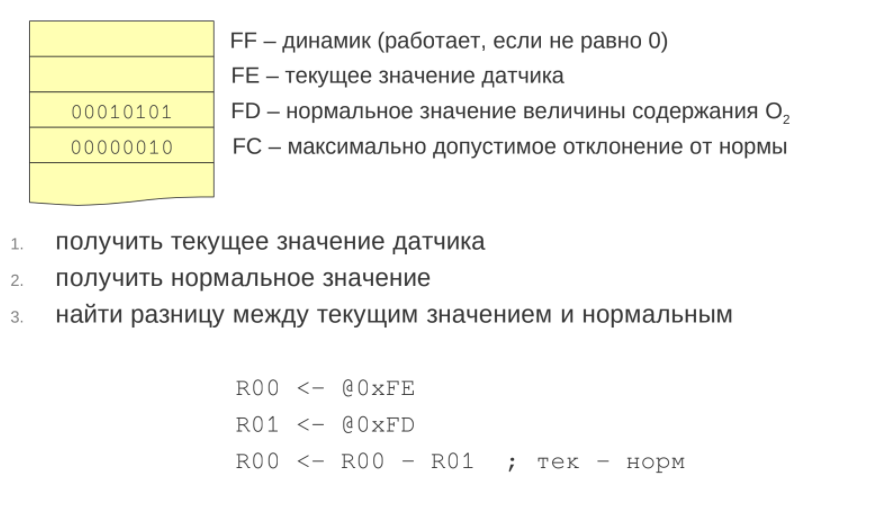 FF – динамик (работает, если не равно 0)
FE – текущее значение датчика
00010101 FD – нормальное значение величины содержания O₂
00000010 FC – максимально допустимое отклонение от нормы
1. получить текущее значение датчика
2. получить нормальное значение
3. найти разницу между текущим значением и нормальным
R00 <- @0xFE
R01 <- @0xFD
R00 <- R00 - R01 ; тек - норм